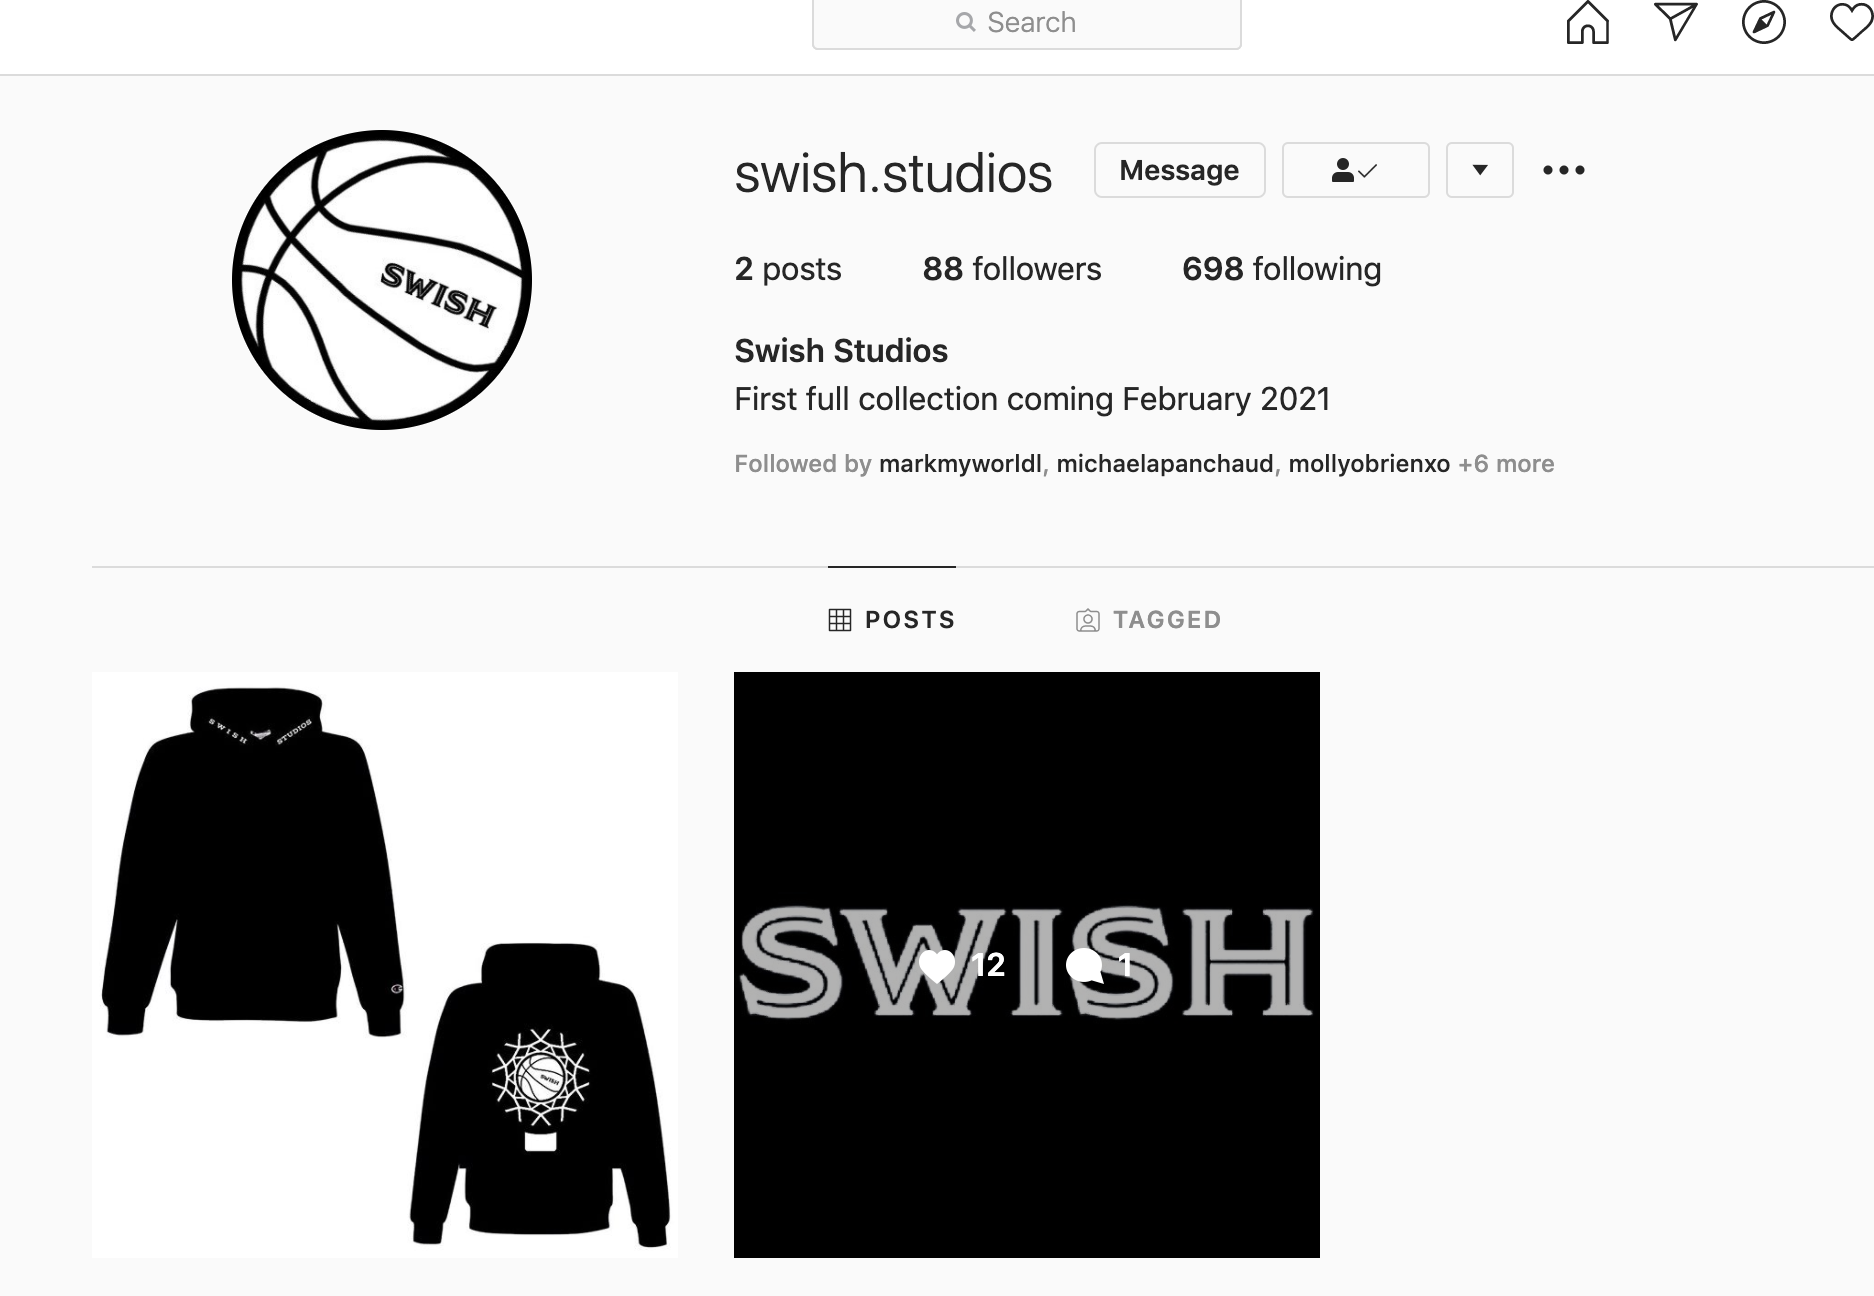 Search
swish.studios
Message
2 posts 88 followers 698 following
SWISH
Swish Studios
First full collection coming February 2021
Followed by markmyworldl, michaelapanchaud, mollyobrienxo +6 more
POSTS TAGGED
SWISH STUDIOS
SWISH
12 1
SWISH